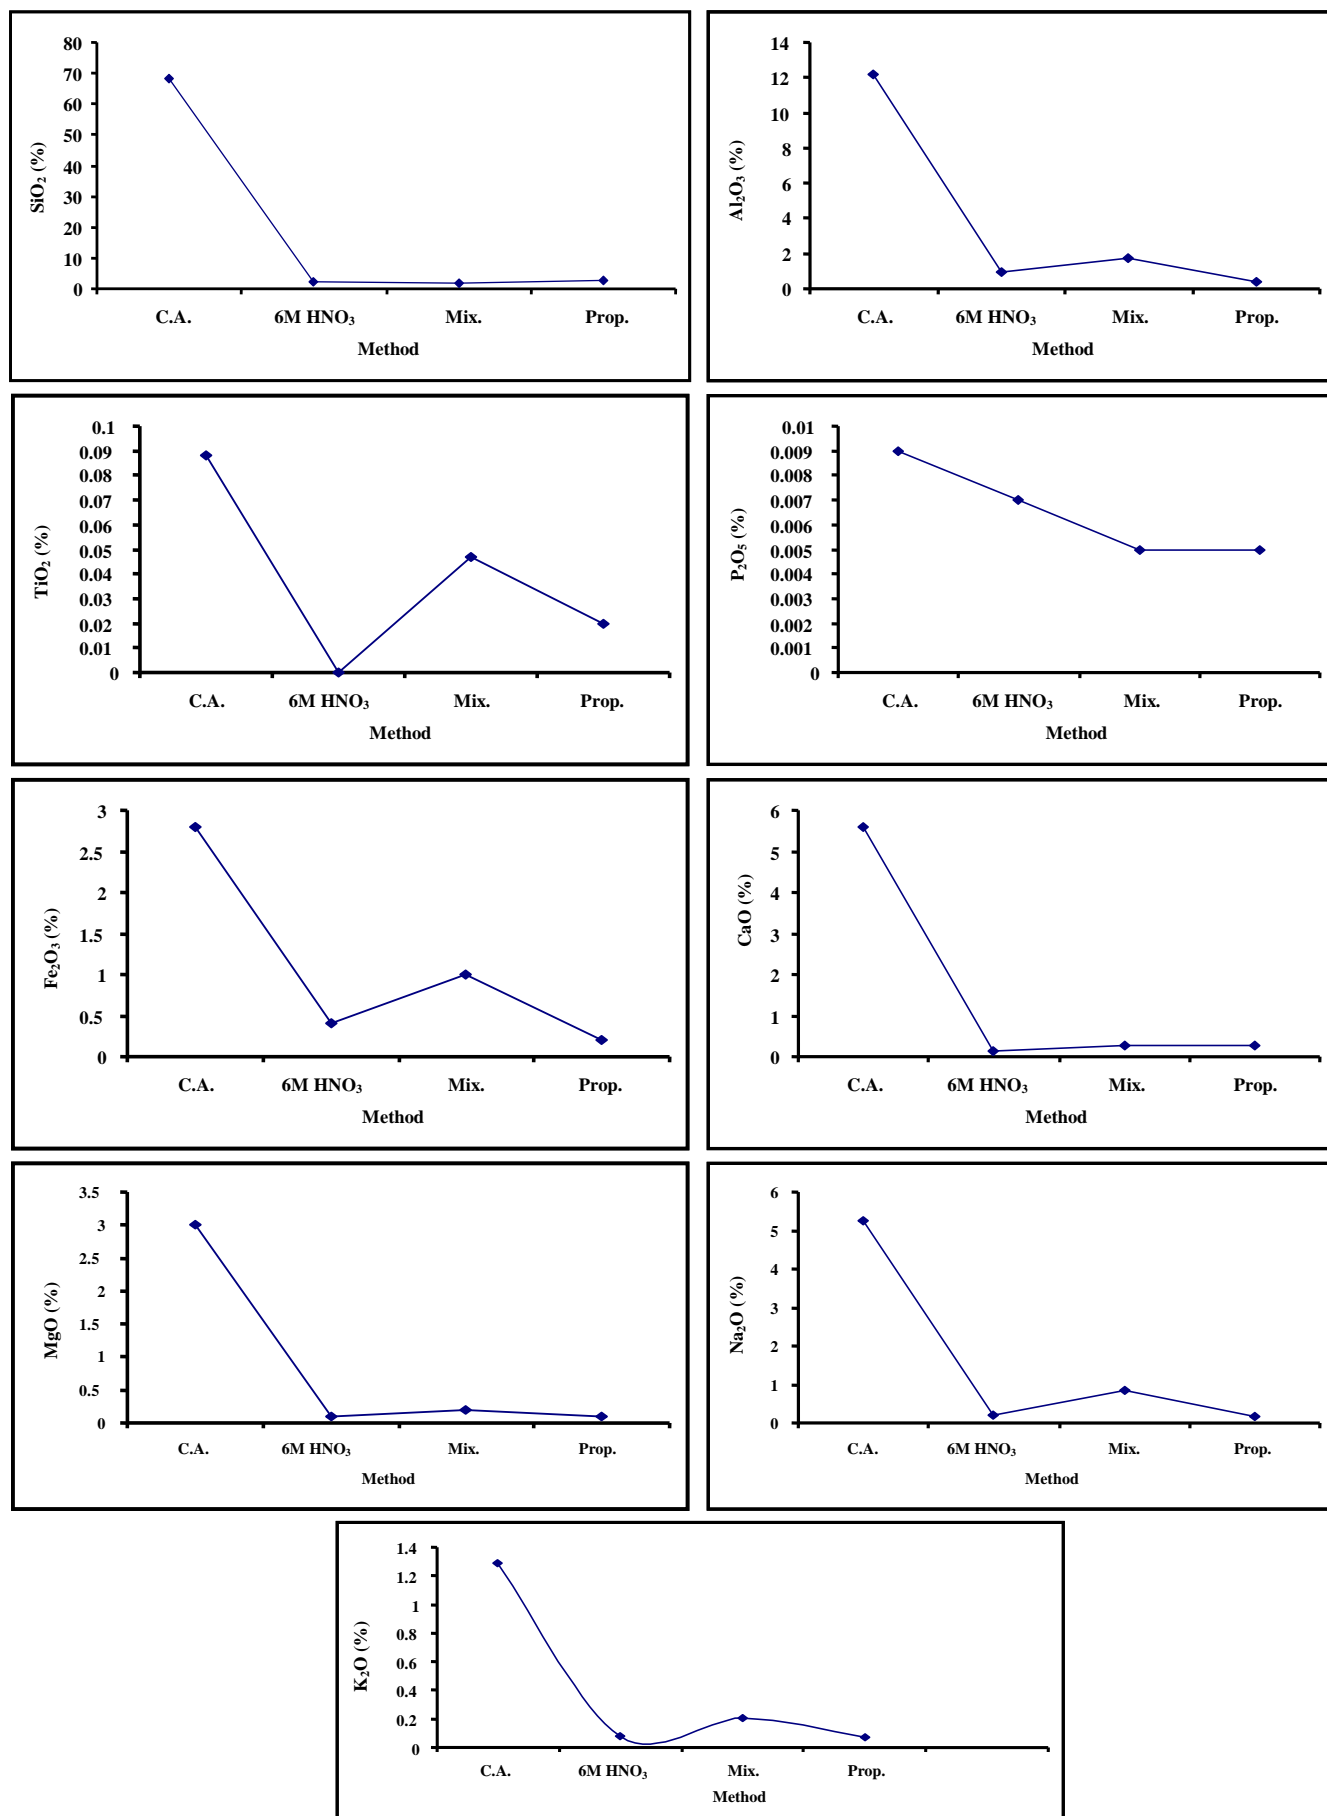 SiO₂ (%)
80
70
60
50
40
30
20
10
0
C.A. 6M HNO₃ Mix. Prop.
Method
Al₂O₃ (%)
14
12
10
8
6
4
2
0
C.A. 6M HNO₃ Mix. Prop.
Method
TiO₂ (%)
0.1
0.09
0.08
0.07
0.06
0.05
0.04
0.03
0.02
0.01
0
C.A. 6M HNO₃ Mix. Prop.
Method
P₂O₅ (%)
0.01
0.009
0.008
0.007
0.006
0.005
0.004
0.003
0.002
0.001
0
C.A. 6M HNO₃ Mix. Prop.
Method
Fe₂O₃ (%)
3
2.5
2
1.5
1
0.5
0
C.A. 6M HNO₃ Mix. Prop.
Method
CaO (%)
6
5
4
3
2
1
0
C.A. 6M HNO₃ Mix. Prop.
Method
MgO (%)
3.5
3
2.5
2
1.5
1
0.5
0
C.A. 6M HNO₃ Mix. Prop.
Method
Na₂O (%)
6
5
4
3
2
1
0
C.A. 6M HNO₃ Mix. Prop.
Method
K₂O (%)
1.4
1.2
1
0.8
0.6
0.4
0.2
0
C.A. 6M HNO₃ Mix. Prop.
Method